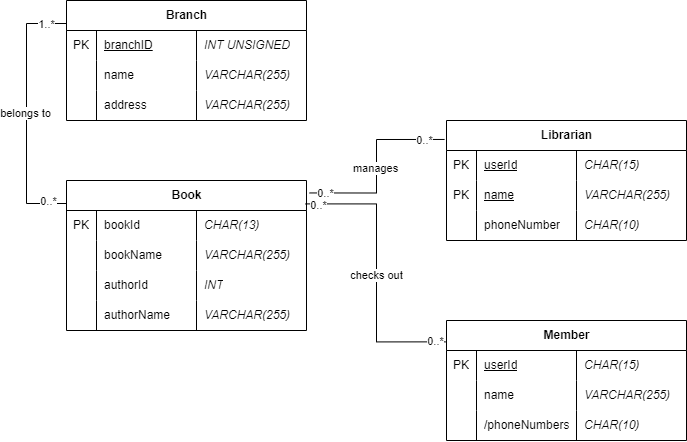 Branch
1..*
PK branchID INT UNSIGNED
name VARCHAR(255)
address VARCHAR(255)
belongs to
0..*
Book
PK bookId CHAR(13)
bookName VARCHAR(255)
authorId INT
authorName VARCHAR(255)
0..*
manages
0..*
0..*
checks out
0..*
Librarian
PK userId CHAR(15)
PK name VARCHAR(255)
phoneNumber CHAR(10)
Member
PK userId CHAR(15)
name VARCHAR(255)
/phoneNumbers CHAR(10)